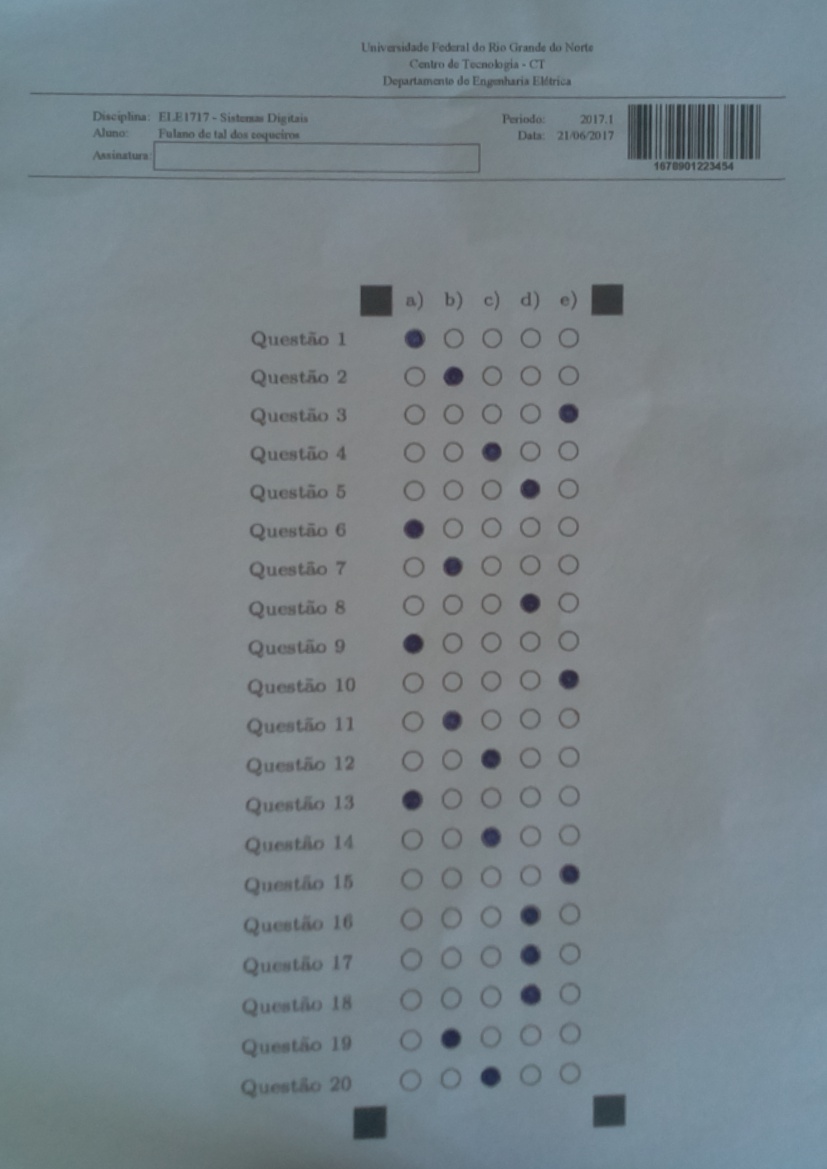 Universidade Federal do Rio Grande do Norte
Centro de Tecnologia - CT
Departamento de Engenharia Elétrica
Disciplina: ELE1717 - Sistemas Digitais
Aluno: Fulano de tal dos zoqueiros
Assinatura:
Período: 2017.1
Data: 21/06/2017
1678901223454
a) b) c) d) e)
Questão 1
Questão 2
Questão 3
Questão 4
Questão 5
Questão 6
Questão 7
Questão 8
Questão 9
Questão 10
Questão 11
Questão 12
Questão 13
Questão 14
Questão 15
Questão 16
Questão 17
Questão 18
Questão 19
Questão 20